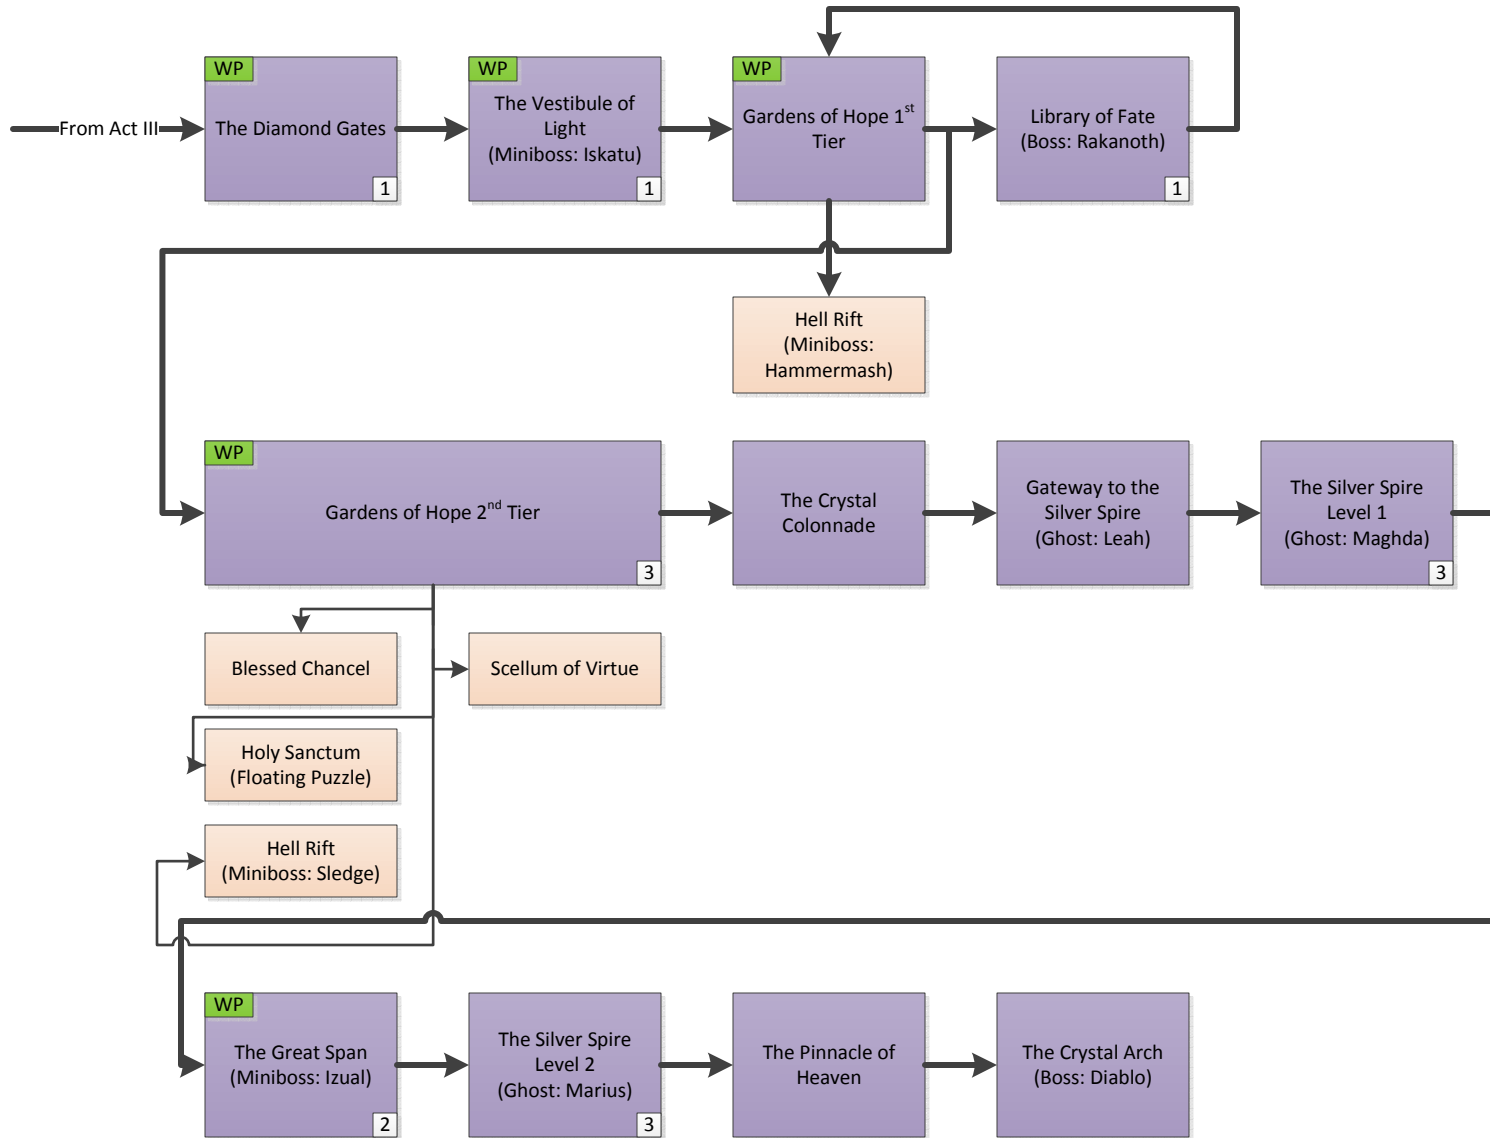 From Act III
WP
The Diamond Gates
1
WP
The Vestibule of
Light
(Miniboss: Iskatu)
1
WP
Gardens of Hope 1st
Tier
Library of Fate
(Boss: Rakanoth)
1
Hell Rift
(Miniboss:
Hammermash)
WP
Gardens of Hope 2nd Tier
3
The Crystal
Colonnade
Gateway to the
Silver Spire
(Ghost: Leah)
The Silver Spire
Level 1
(Ghost: Maghda)
3
Blessed Chancel
Scellum of Virtue
Holy Sanctum
(Floating Puzzle)
Hell Rift
(Miniboss: Sledge)
WP
The Great Span
(Miniboss: Izual)
2
The Silver Spire
Level 2
(Ghost: Marius)
3
The Pinnacle of
Heaven
The Crystal Arch
(Boss: Diablo)